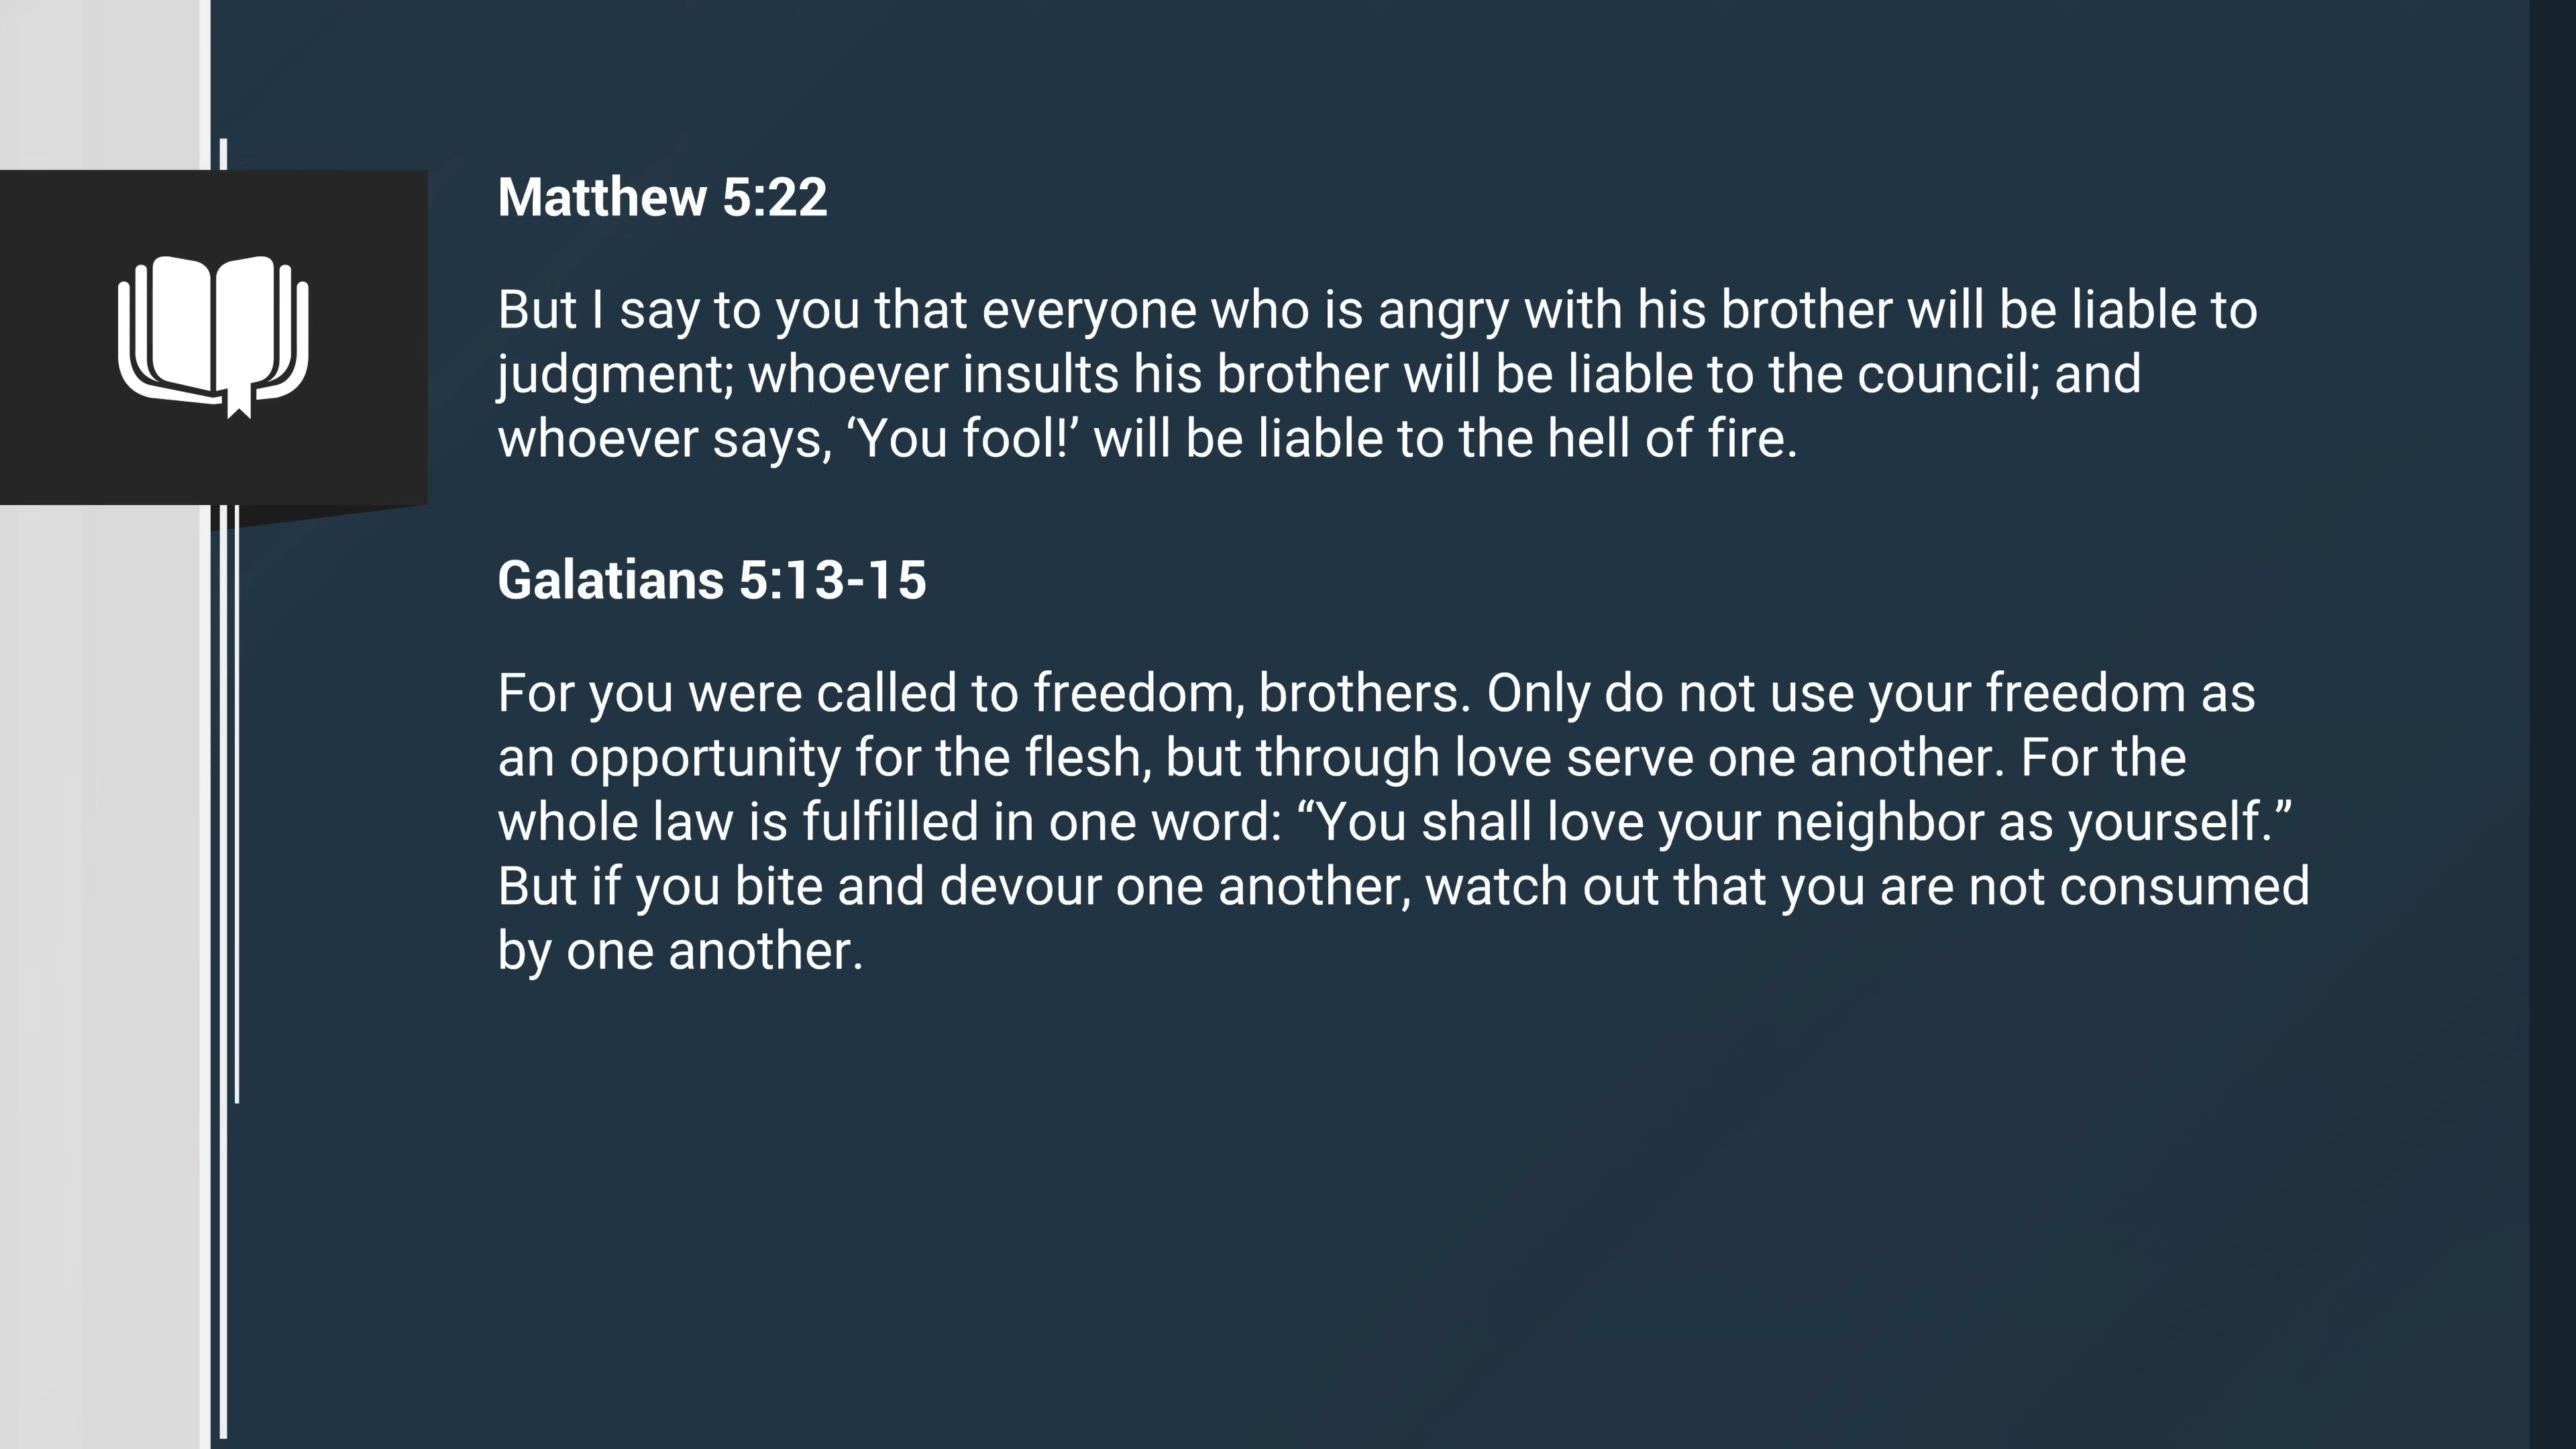 Matthew 5:22
But I say to you that everyone who is angry with his brother will be liable to
judgment; whoever insults his brother will be liable to the council; and
whoever says, ‘You fool!’ will be liable to the hell of fire.
Galatians 5:13-15
For you were called to freedom, brothers. Only do not use your freedom as
an opportunity for the flesh, but through love serve one another. For the
whole law is fulfilled in one word: “You shall love your neighbor as yourself.”
But if you bite and devour one another, watch out that you are not consumed
by one another.